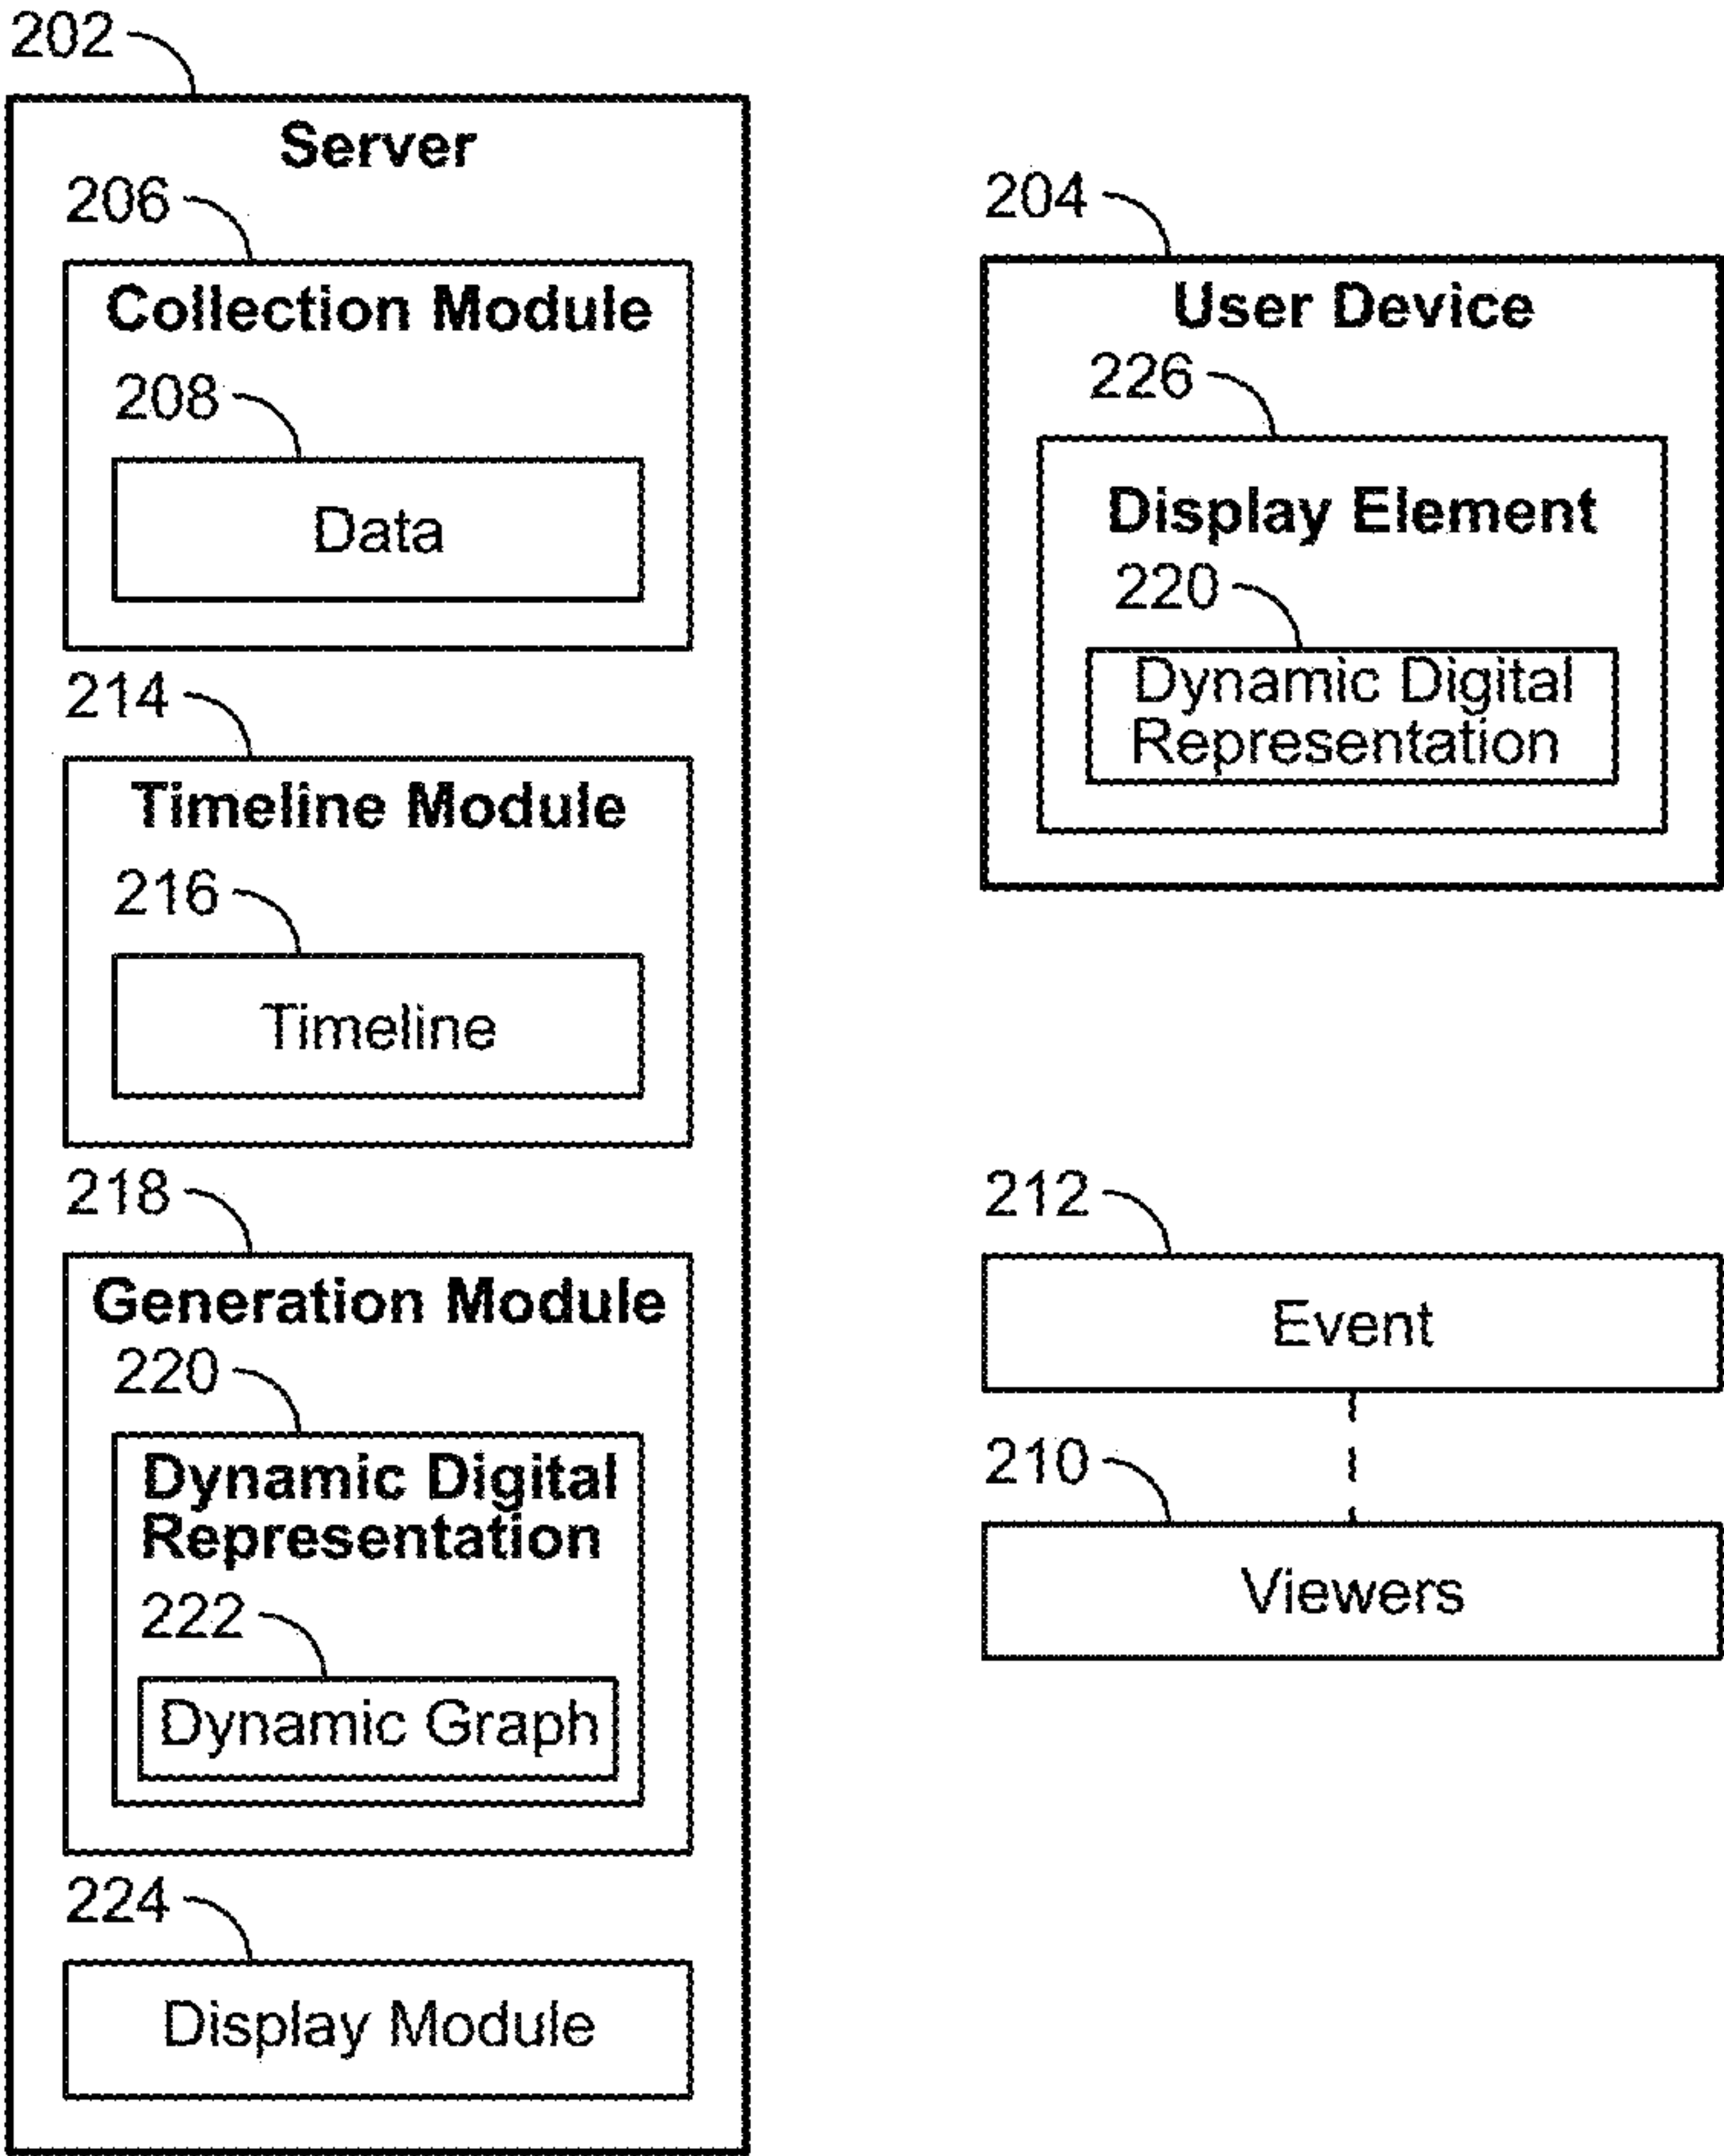 202
Server
206
Collection Module
208
Data
214
Timeline Module
216
Timeline
218
Generation Module
220
Dynamic Digital
Representation
222
Dynamic Graph
224
Display Module
204
User Device
226
Display Element
220
Dynamic Digital
Representation
212
Event
210
Viewers